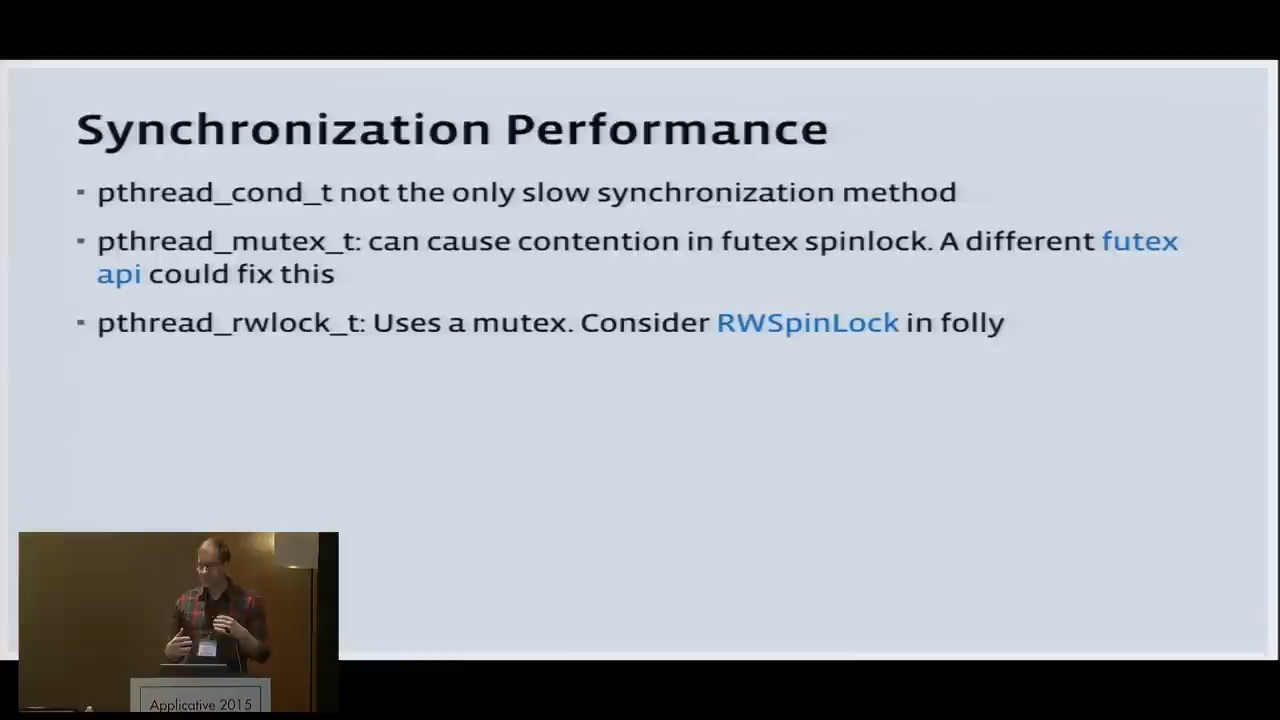 Synchronization Performance
▪ pthread_cond_t not the only slow synchronization method
▪ pthread_mutex_t: can cause contention in futex spinlock. A different futex
api could fix this
▪ pthread_rwlock_t: Uses a mutex. Consider RWSpinLock in folly
Applicative 2015